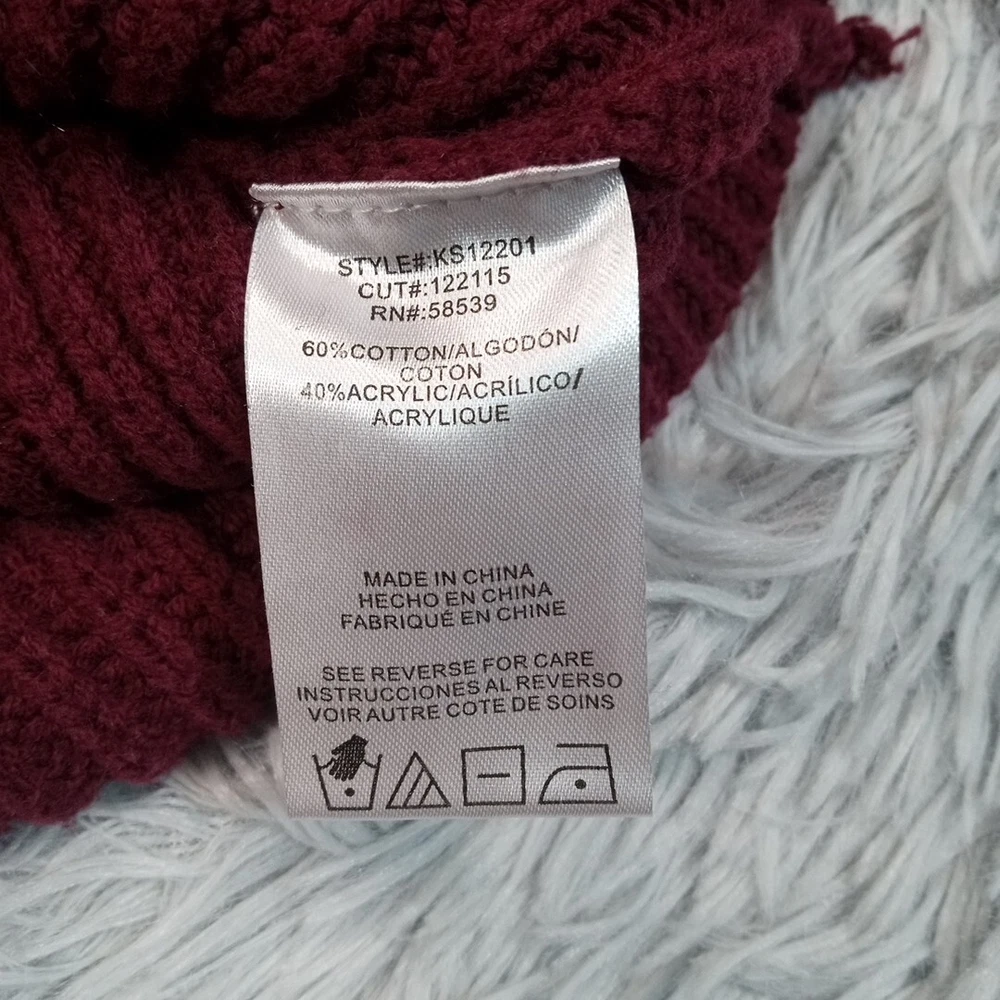 STYLE#:KS12201
CUT#:122115
RN#:58539
60%COTTON/ALGODÓN/
COTON
40%ACRYLIC/ACRÍLICO/
ACRYLIQUE
MADE IN CHINA
HECHO EN CHINA
FABRIQUÉ EN CHINE
SEE REVERSE FOR CARE
INSTRUCCIONES AL REVERSO
VOIR AUTRE COTE DE SOINS